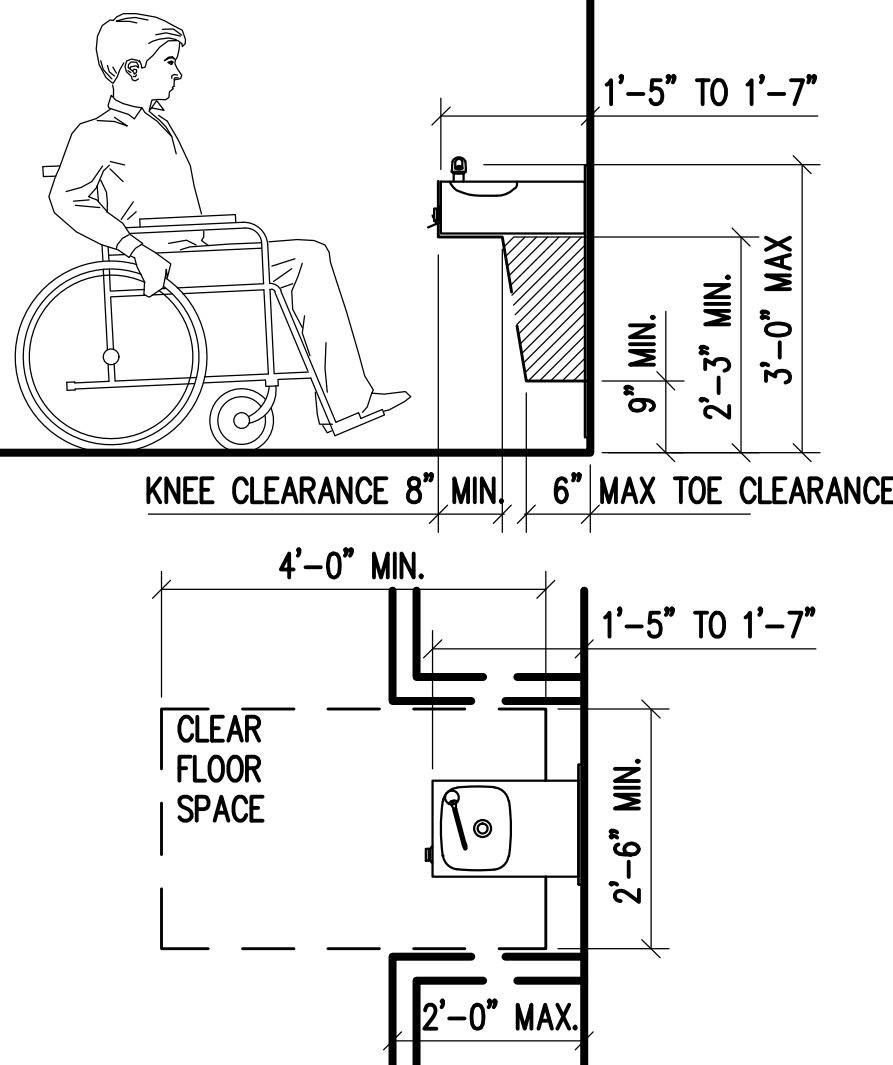 1'-5" TO 1'-7"
9" MIN.
2'-3" MIN.
3'-0" MAX
KNEE CLEARANCE 8" MIN.
6" MAX TOE CLEARANCE
4'-0" MIN.
1'-5" TO 1'-7"
CLEAR
FLOOR
SPACE
2'-6" MIN.
2'-0" MAX.